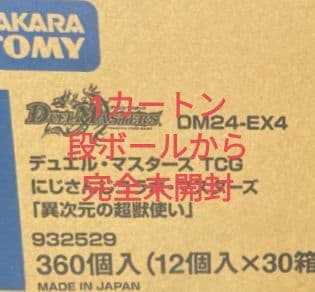 TAKARA
TOMY
DUEL MASTERS DM24-EX4
1カートン
段ボールから
完全未開封
デュエル・マスターズ TCG
にじさんじ
「異次元の超獣使い」
932529
360個入(12個入×30箱
MADE IN JAPAN